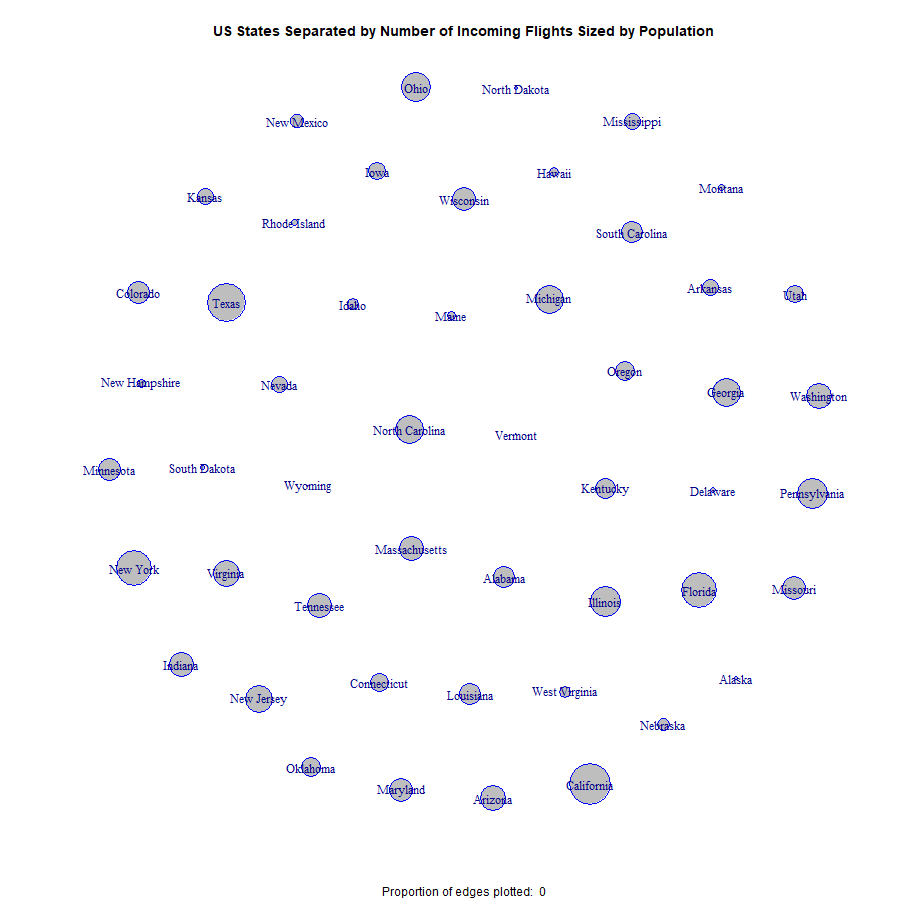 US States Separated by Number of Incoming Flights Sized by Population
Ohio
North Dakota
New Mexico
Mississippi
Iowa
Hawaii
Montana
Kansas
Wisconsin
Rhode Island
South Carolina
Colorado
Texas
Idaho
Michigan
Arkansas
Utah
Maine
Oregon
New Hampshire
Nevada
Georgia
Washington
North Carolina
Vermont
Minnesota
South Dakota
Wyoming
Kentucky
Delaware
Pennsylvania
Massachusetts
New York
Virginia
Alabama
Tennessee
Illinois
Florida
Missouri
Indiana
New Jersey
Connecticut
Louisiana
West Virginia
Alaska
Nebraska
Oklahoma
Maryland
Arizona
California
Proportion of edges plotted: 0